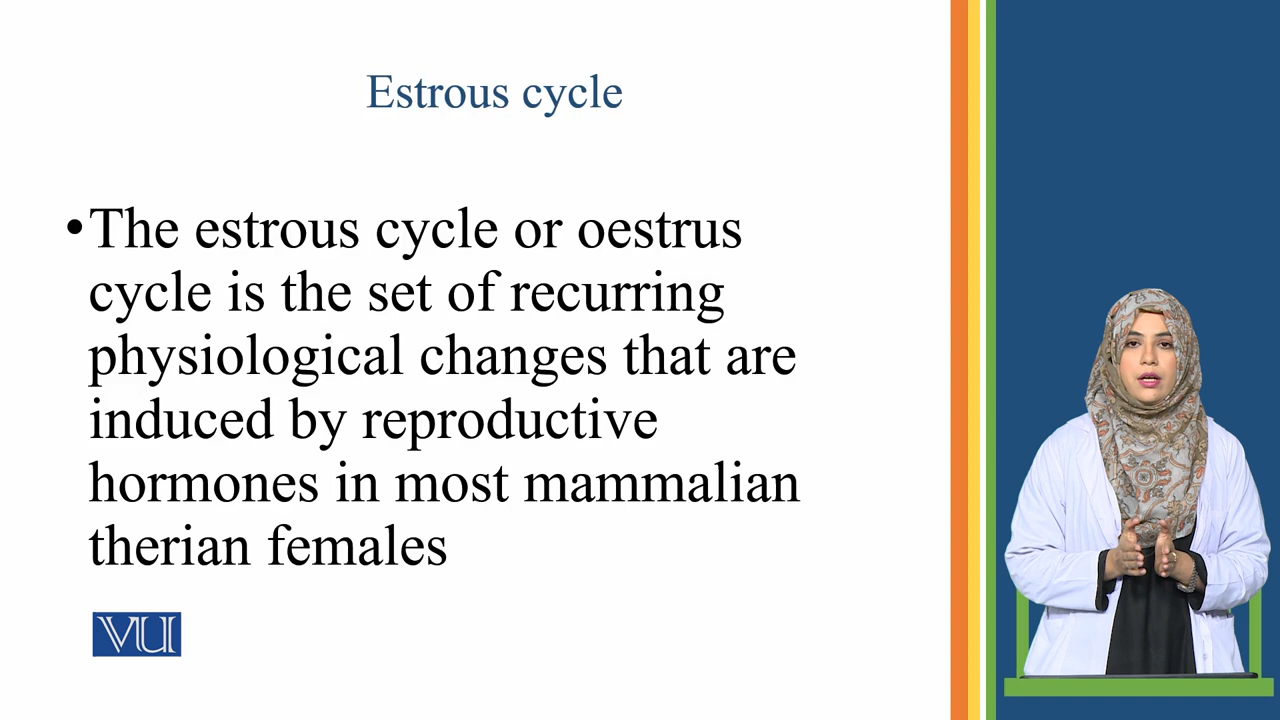 Estrous cycle
•The estrous cycle or oestrus
cycle is the set of recurring
physiological changes that are
induced by reproductive
hormones in most mammalian
therian females
VU